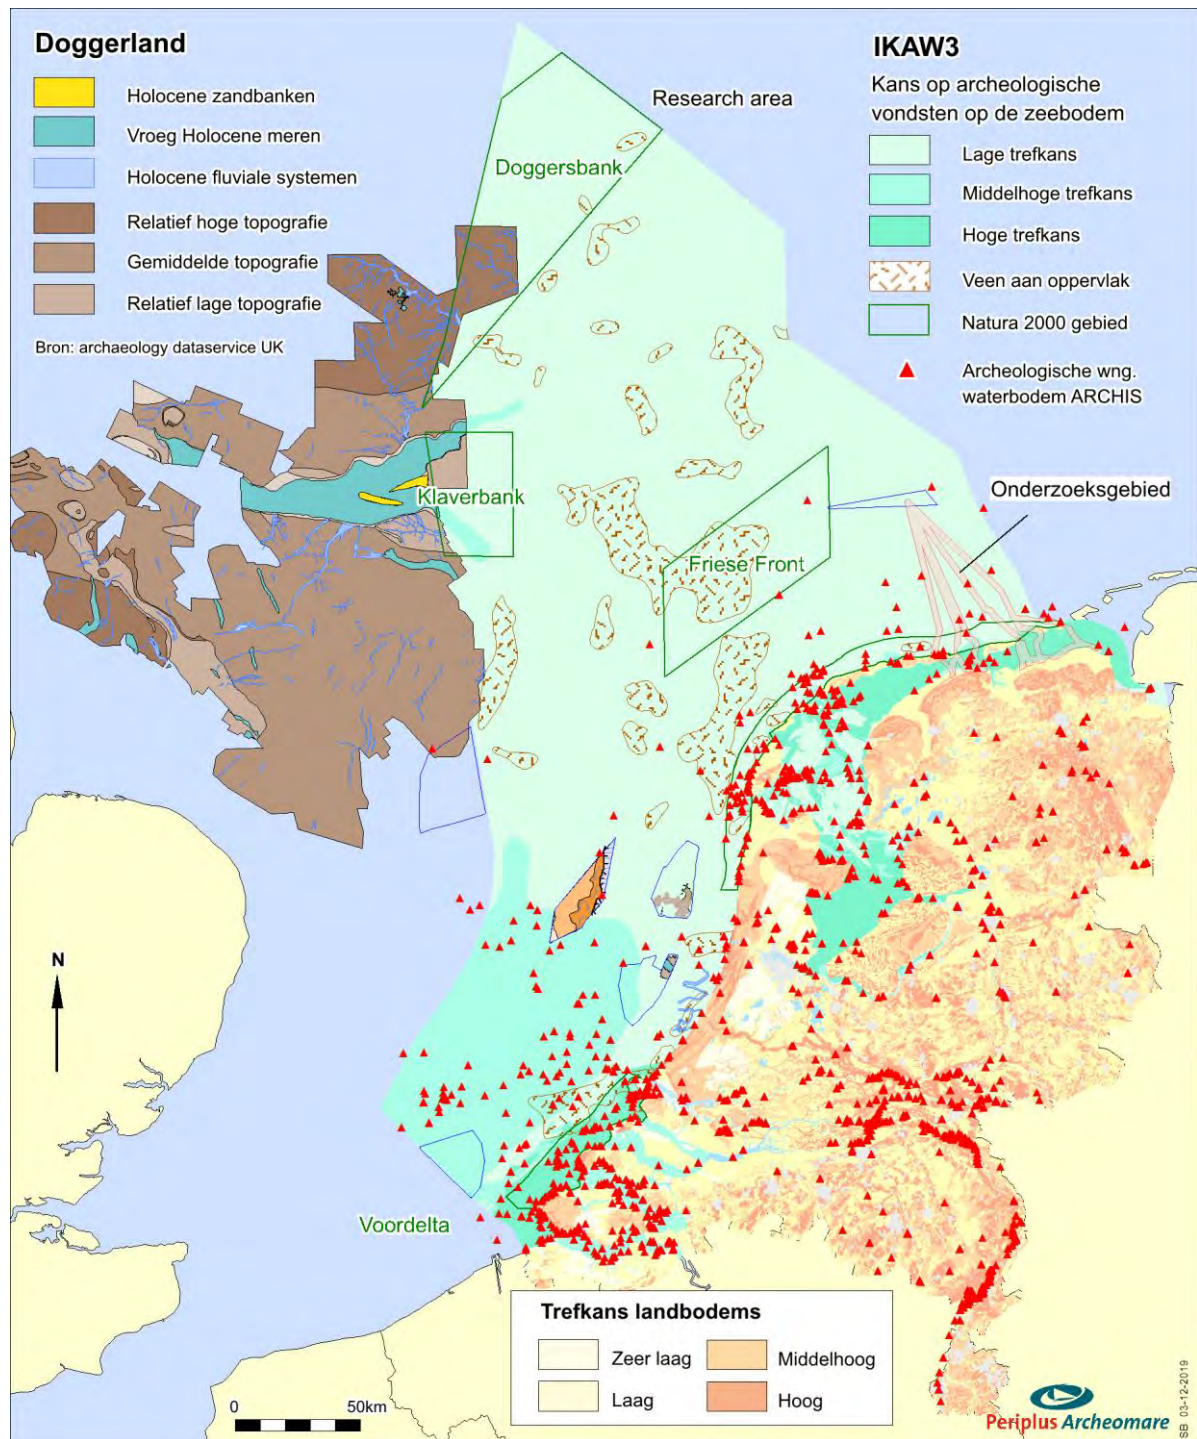 Doggerland
Holocene zandbanken
Vroeg Holocene meren
Holocene fluviale systemen
Relatief hoge topografie
Gemiddelde topografie
Relatief lage topografie
Bron: archaeology dataservice UK
IKAW3
Kans op archeologische
vondsten op de zeebodem
Lage trefkans
Middelhoge trefkans
Hoge trefkans
Veen aan oppervlak
Natura 2000 gebied
Archeologische wng.
waterbodem ARCHIS
Research area
Doggersbank
Klaverbank
Friese Front
Onderzoeksgebied
N
Voordelta
Trefkans landbodems
Zeer laag
Middelhoog
Laag
Hoog
0 50km
Periplus Archeomare
SB 03-12-2019